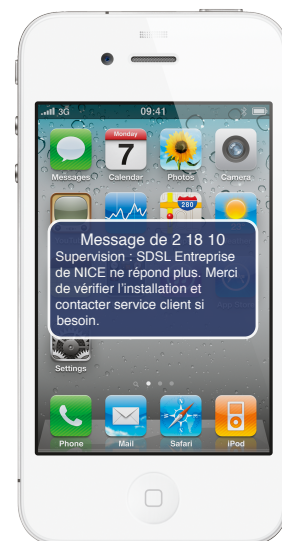 3G 09:41
Monday
7
280
Messages Calendar Photos Camera
Message de 2 18 10
Supervision : SDSL Entreprise
de NICE ne répond plus. Merci
de vérifier l'installation et
contacter service client si
besoin.
Settings
Phone Mail Safari iPod